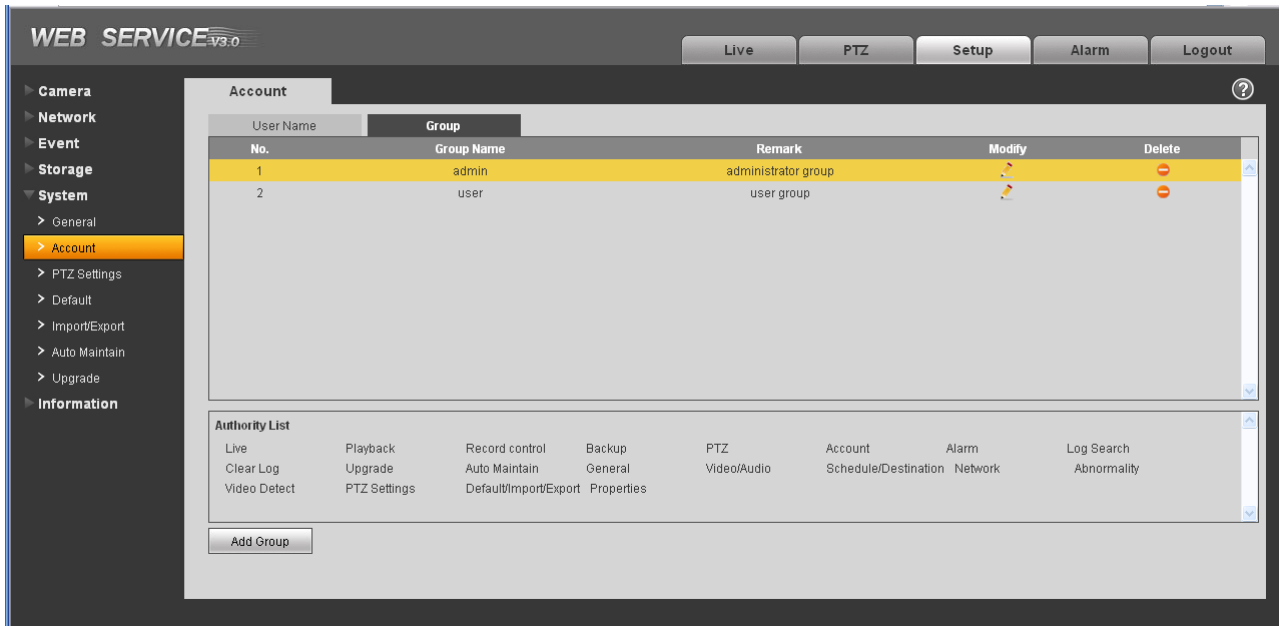 WEB SERVICE V3.0
Live PTZ Setup Alarm Logout
Camera
Network
Event
Storage
System
> General
> Account
> PTZ Settings
> Default
> Import/Export
> Auto Maintain
> Upgrade
Information
Account ?
User Name Group
No. Group Name Remark Modify Delete
1 admin administrator group
2 user user group
Authority List
Live Playback Record control Backup PTZ Account Alarm Log Search
Clear Log Upgrade Auto Maintain General Video/Audio Schedule/Destination Network Abnormality
Video Detect PTZ Settings Default/Import/Export Properties
Add Group